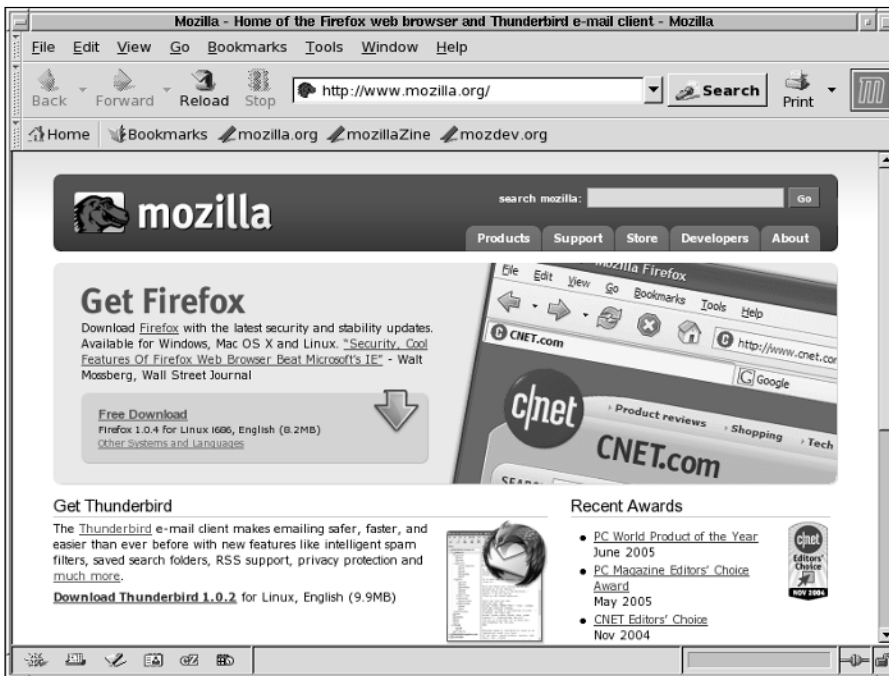 Mozilla - Home of the Firefox web browser and Thunderbird e-mail client - Mozilla
File Edit View Go Bookmarks Tools Window Help
Back Forward Reload Stop http://www.mozilla.org/ Search Print
Home Bookmarks mozilla.org mozillaZine mozdev.org
mozilla
search mozilla: Go
Products Support Store Developers About
Get Firefox
Download Firefox with the latest security and stability updates.
Available for Windows, Mac OS X and Linux. “Security, Cool
Features Of Firefox Web Browser Beat Microsoft's IE” - Walt
Mossberg, Wall Street Journal
Free Download
Firefox 1.0.4 for Linux i686, English (8.2MB)
Other Systems and Languages
Mozilla Firefox
File Edit View Go Bookmarks Tools Help
http://www.cnet.com
CNET.com
G Google
c|net
Product reviews Shopping Tech
CNET.com
Get Thunderbird
The Thunderbird e-mail client makes emailing safer, faster, and
easier than ever before with new features like intelligent spam
filters, saved search folders, RSS support, privacy protection and
much more.
Download Thunderbird 1.0.2 for Linux, English (9.9MB)
Recent Awards
PC World Product of the Year
June 2005
PC Magazine Editors' Choice
Award
May 2005
CNET Editors' Choice
Nov 2004
c|net
Editors'
Choice
NOV 2004